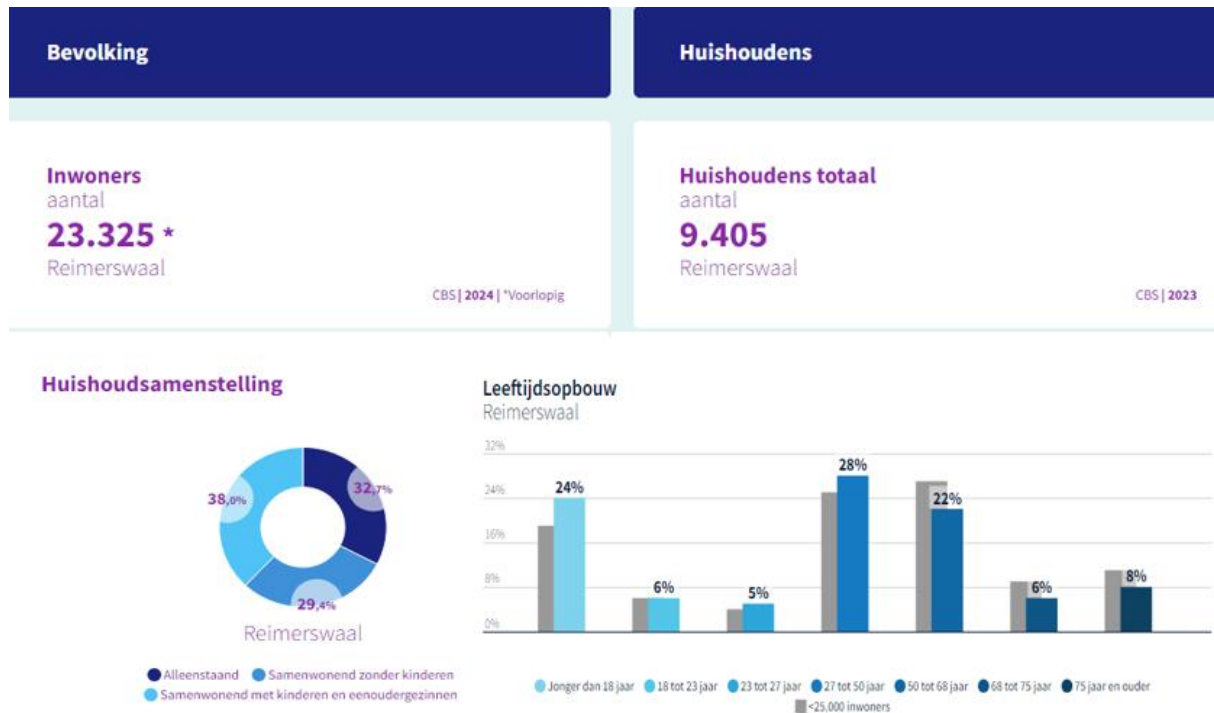 Bevolking
Huishoudens
Inwoners
aantal
23.325 *
Reimerswaal
CBS | 2024 | *Voorlopig
Huishoudens totaal
aantal
9.405
Reimerswaal
CBS | 2023
Huishoudsamenstelling
38,0%
32,7%
29,4%
Reimerswaal
Alleenstaand Samenwonend zonder kinderen
Samenwonend met kinderen en eenoudergezinnen
Leeftijdsopbouw
Reimerswaal
32%
24%
16%
8%
0%
24%
6%
5%
28%
22%
6%
8%
Jonger dan 18 jaar 18 tot 23 jaar 23 tot 27 jaar 27 tot 50 jaar 50 tot 68 jaar 68 tot 75 jaar 75 jaar en ouder
<25,000 inwoners